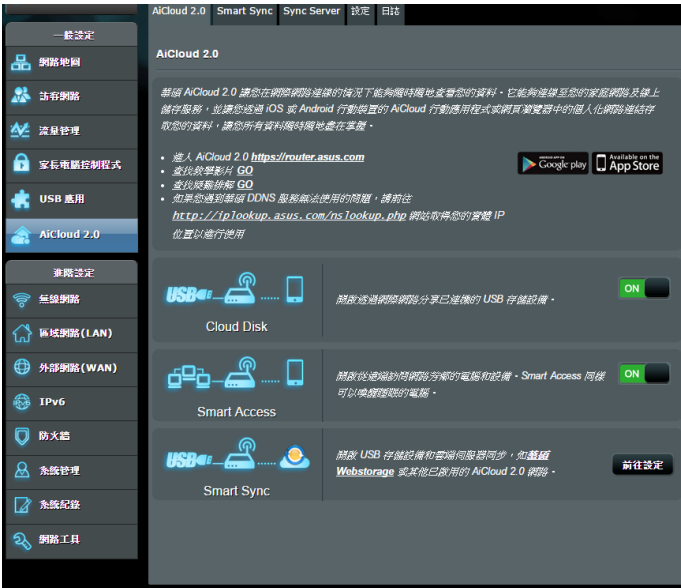 AiCloud 2.0 Smart Sync Sync Server 設定 日誌
一般設定
網路地圖
訪客網路
流量管理
家長電腦控制程式
USB 應用
AiCloud 2.0
進階設定
無線網路
區域網路(LAN)
外部網路(WAN)
IPv6
防火牆
系統管理
系統紀錄
網路工具
AiCloud 2.0
華碩 AiCloud 2.0 讓您在網際網路連線的情況下能夠隨時隨地查看您的資料。它能夠連線至您的家庭網路及線上
儲存服務，並讓您透過 iOS 或 Android 行動裝置的 AiCloud 行動應用程式或網頁瀏覽器中的個人化網路連結存
取您的資料，讓您所有資料隨時隨地盡在掌握。
進入 AiCloud 2.0 https://router.asus.com
查找教學影片 GO
查找疑難排解 GO
如果您遇到華碩 DDNS 服務無法使用的問題，請前往
http://iplookup.asus.com/nslookup.php 網站取得您的實體 IP
位置以進行使用
ANDROID APP ON
Google play
Available on the
App Store
USB
Cloud Disk
開啟透過網際網路分享已連機的 USB 存儲設備。
ON
Smart Access
開啟從遠端訪問網路芳鄰的電腦和設備。Smart Access 同樣
可以喚醒睡眠的電腦。
ON
USB
Smart Sync
開啟 USB 存儲設備和雲端伺服器同步，如華碩
Webstorage 或其他已啟用的 AiCloud 2.0 網路。
前往設定